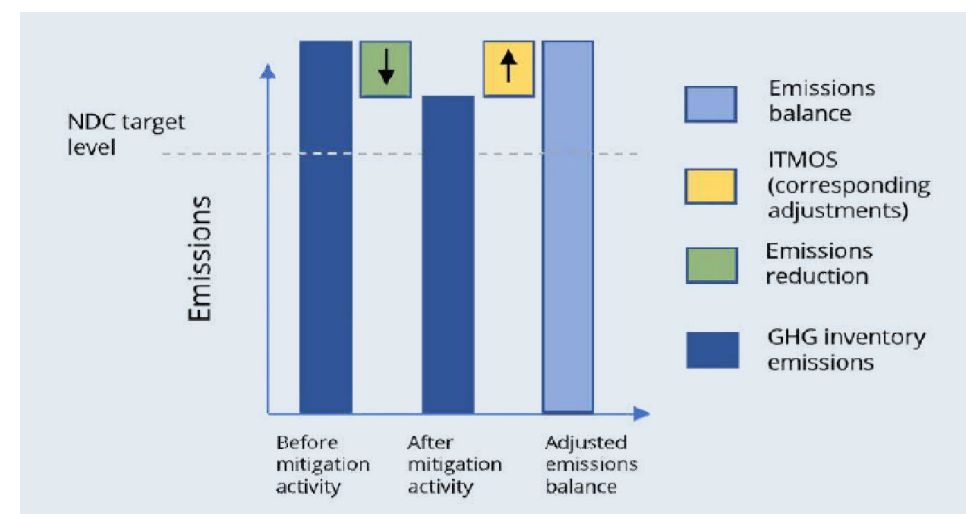 NDC target
level
Emissions
Before
mitigation
activity
After
mitigation
activity
Adjusted
emissions
balance
Emissions
balance
ITMOS
(corresponding
adjustments)
Emissions
reduction
GHG inventory
emissions